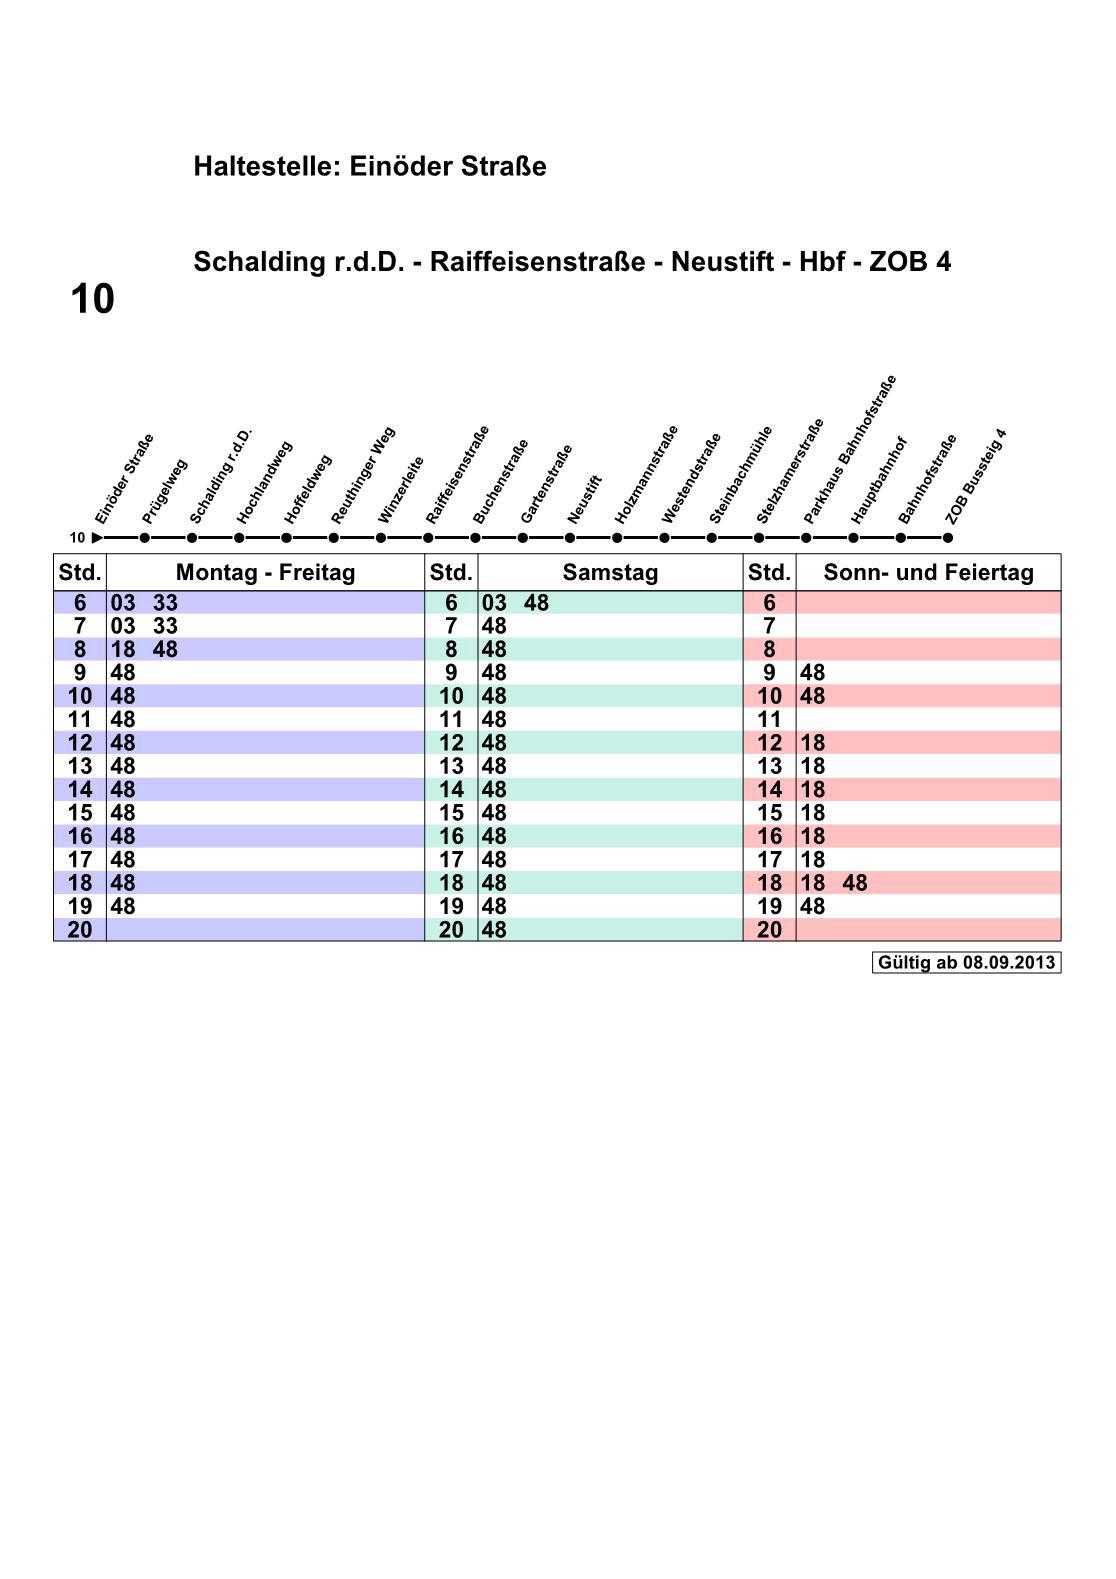 Haltestelle: Einöder Straße
Schalding r.d.D. - Raiffeisenstraße - Neustift - Hbf - ZOB 4
10
Einöder Straße
Prügelweg
Schalding r.d.D.
Hochlandweg
Hoffeldweg
Reuthinger Weg
Winzerleite
Raiffeisenstraße
Buchenstraße
Gartenstraße
Neustift
Holzmannstraße
Westendstraße
Steinbachmühle
Stelzhamerstraße
Parkhaus Bahnhofstraße
Hauptbahnhof
Bahnhofstraße
ZOB Bussteig 4
10
Std. Montag - Freitag Std. Samstag Std. Sonn- und Feiertag
6 03 33 6 03 48 6
7 03 33 7 48 7
8 18 48 8 48 8
9 48 9 48 9 48
10 48 10 48 10 48
11 48 11 48 11
12 48 12 48 12 18
13 48 13 48 13 18
14 48 14 48 14 18
15 48 15 48 15 18
16 48 16 48 16 18
17 48 17 48 17 18
18 48 18 48 18 18 48
19 48 19 48 19 48
20 20 48 20
Gültig ab 08.09.2013